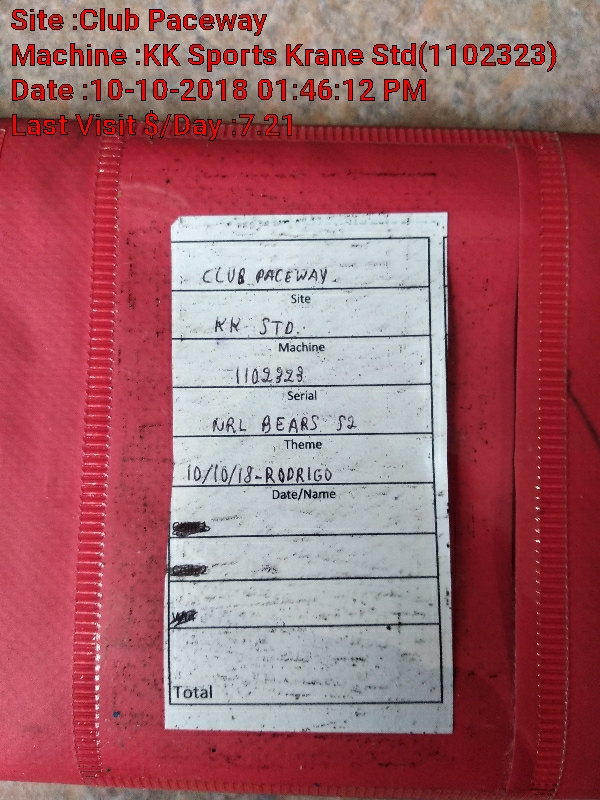 Site :Club Paceway
Machine :KK Sports Krane Std(1102323)
Date :10-10-2018 01:46:12 PM
Last Visit $/Day :7.21
CLUB PACEWAY.
Site
KK STD.
Machine
1102323
Serial
NRL BEARS S2
Theme
10/10/18-RODRIGO
Date/Name
Total